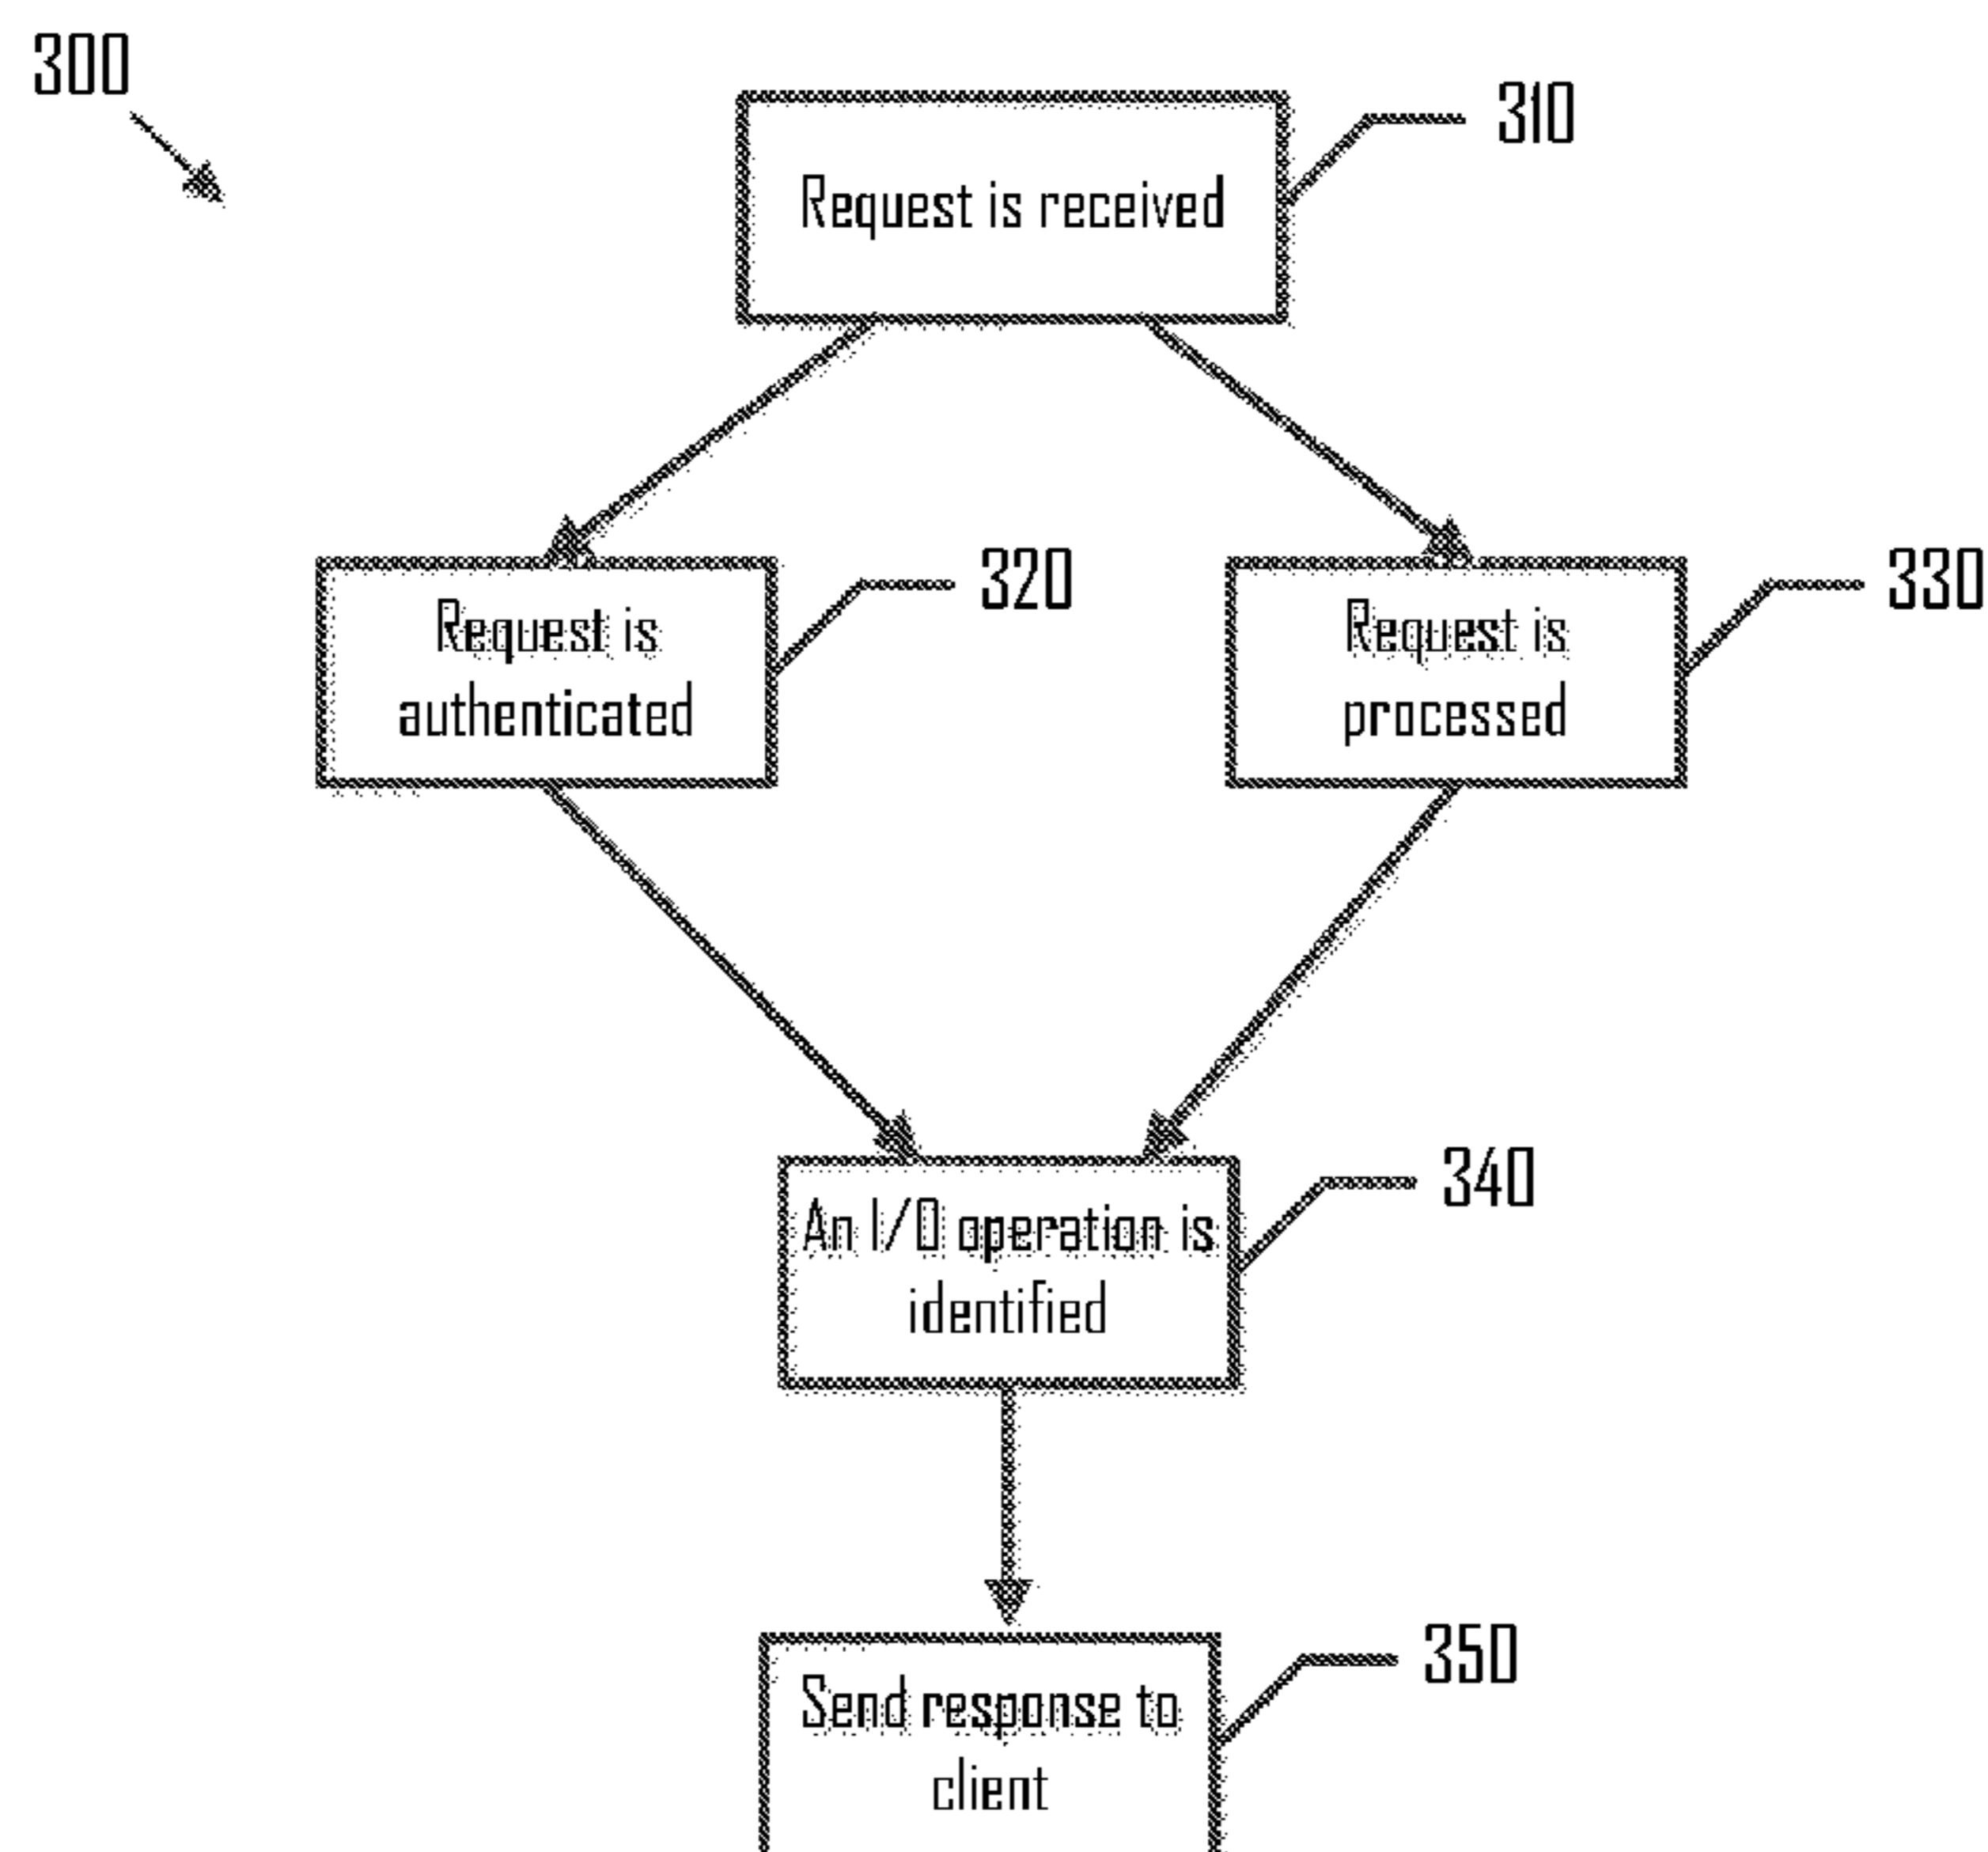 300
310
Request is received
320
330
Request is
authenticated
Request is
processed
340
An I/O operation is
identified
350
Send response to
client